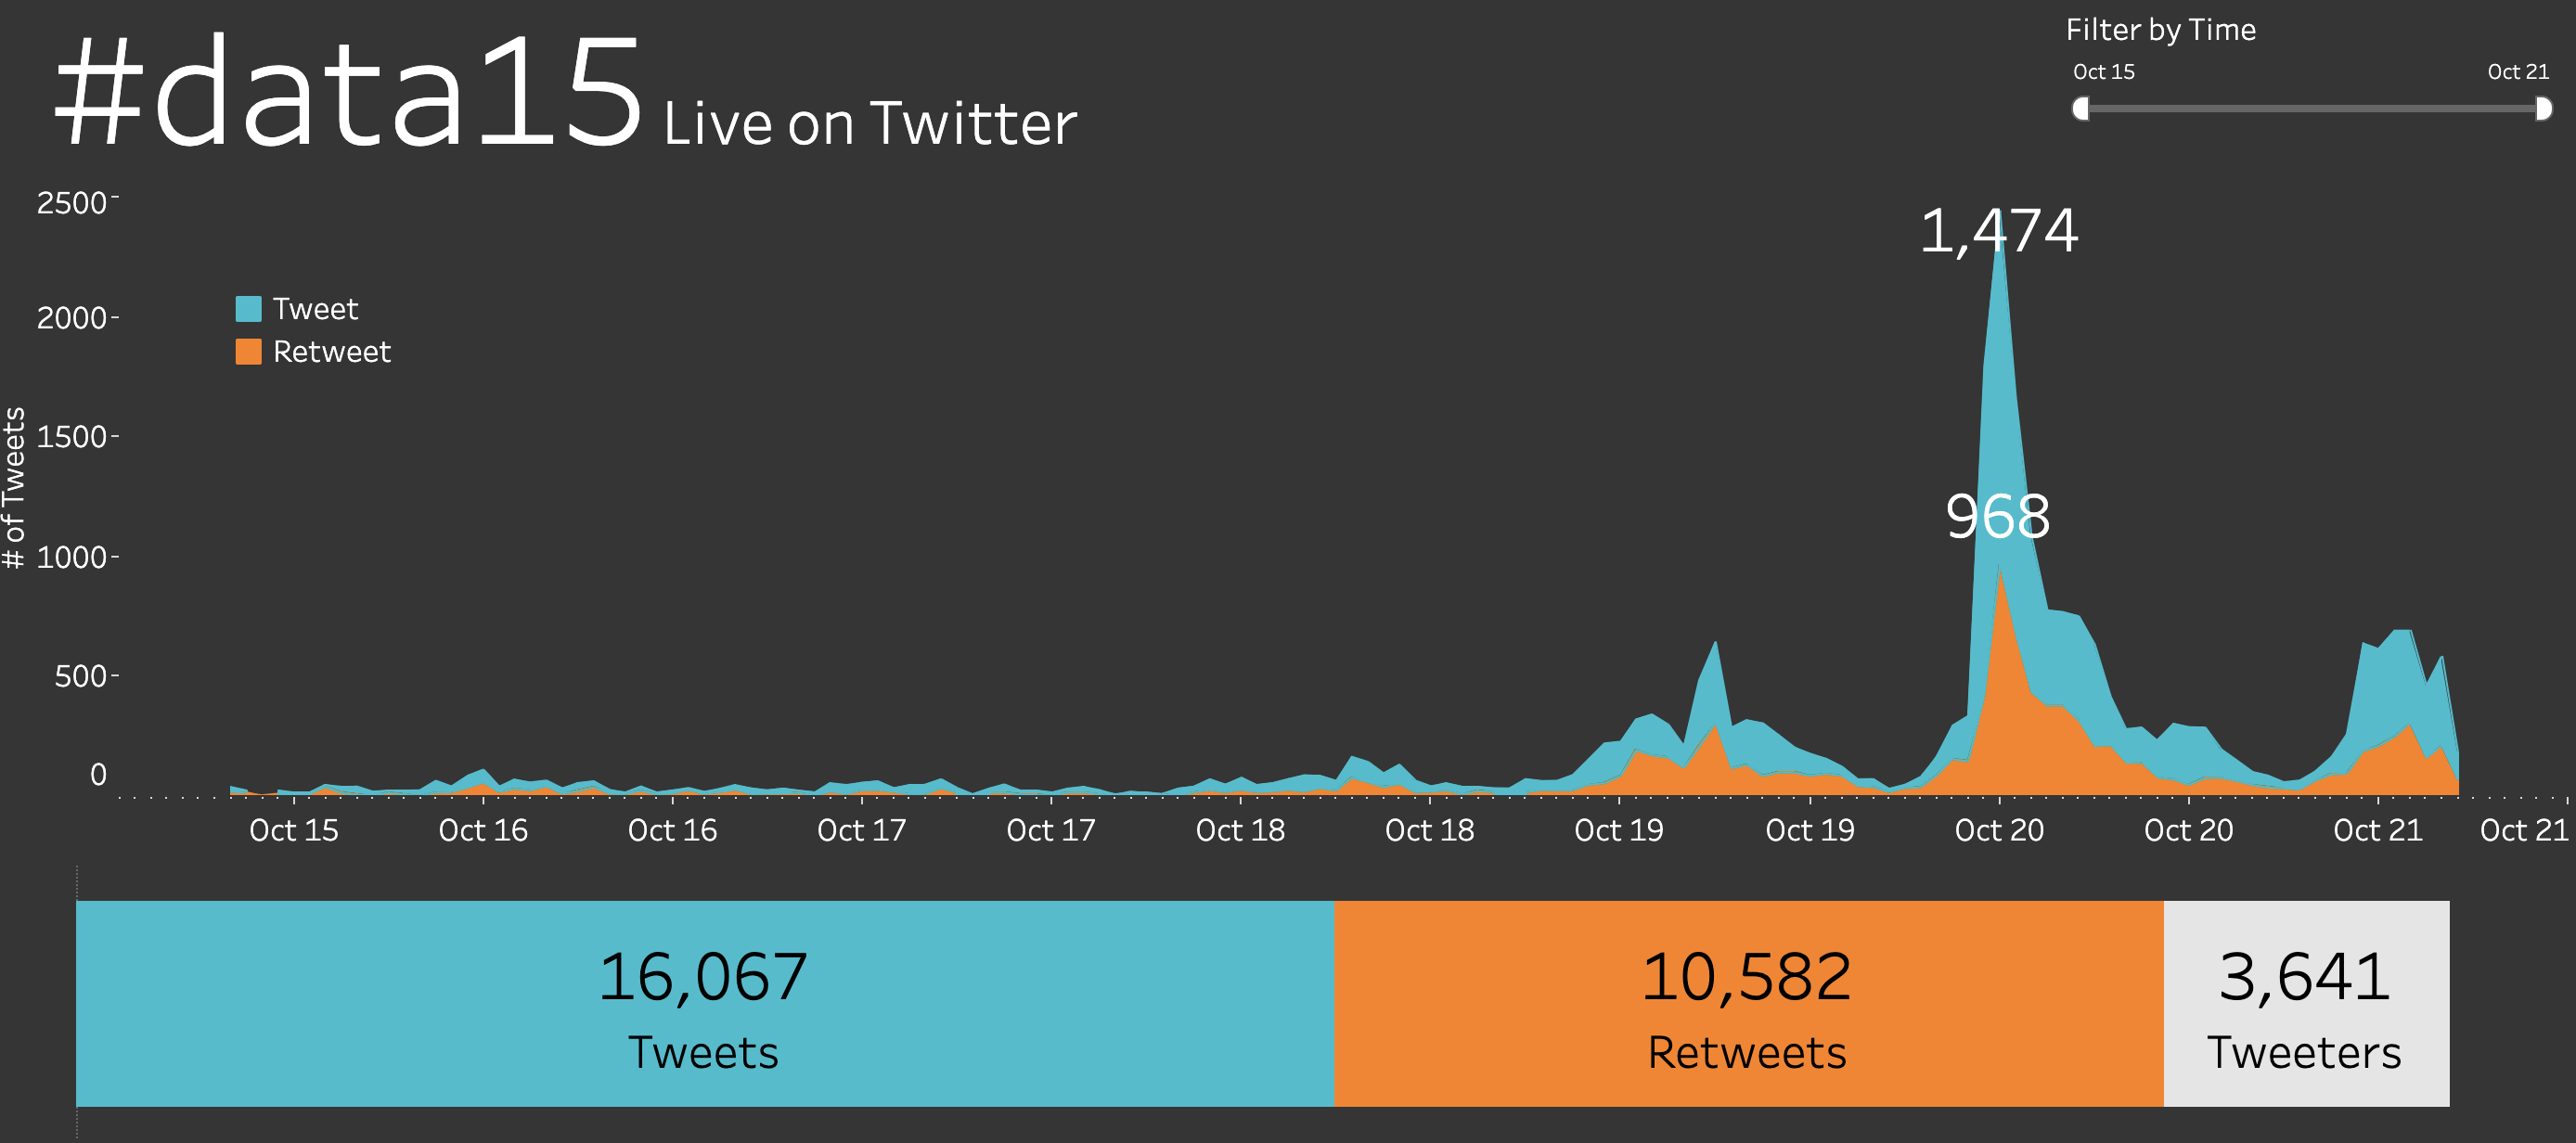 #data15 Live on Twitter
Filter by Time
Oct 15 Oct 21
2500
2000
1500
1000
500
0
# of Tweets
Tweet
Retweet
1,474
968
Oct 15 Oct 16 Oct 16 Oct 17 Oct 17 Oct 18 Oct 18 Oct 19 Oct 19 Oct 20 Oct 20 Oct 21 Oct 21
16,067
Tweets
10,582
Retweets
3,641
Tweeters